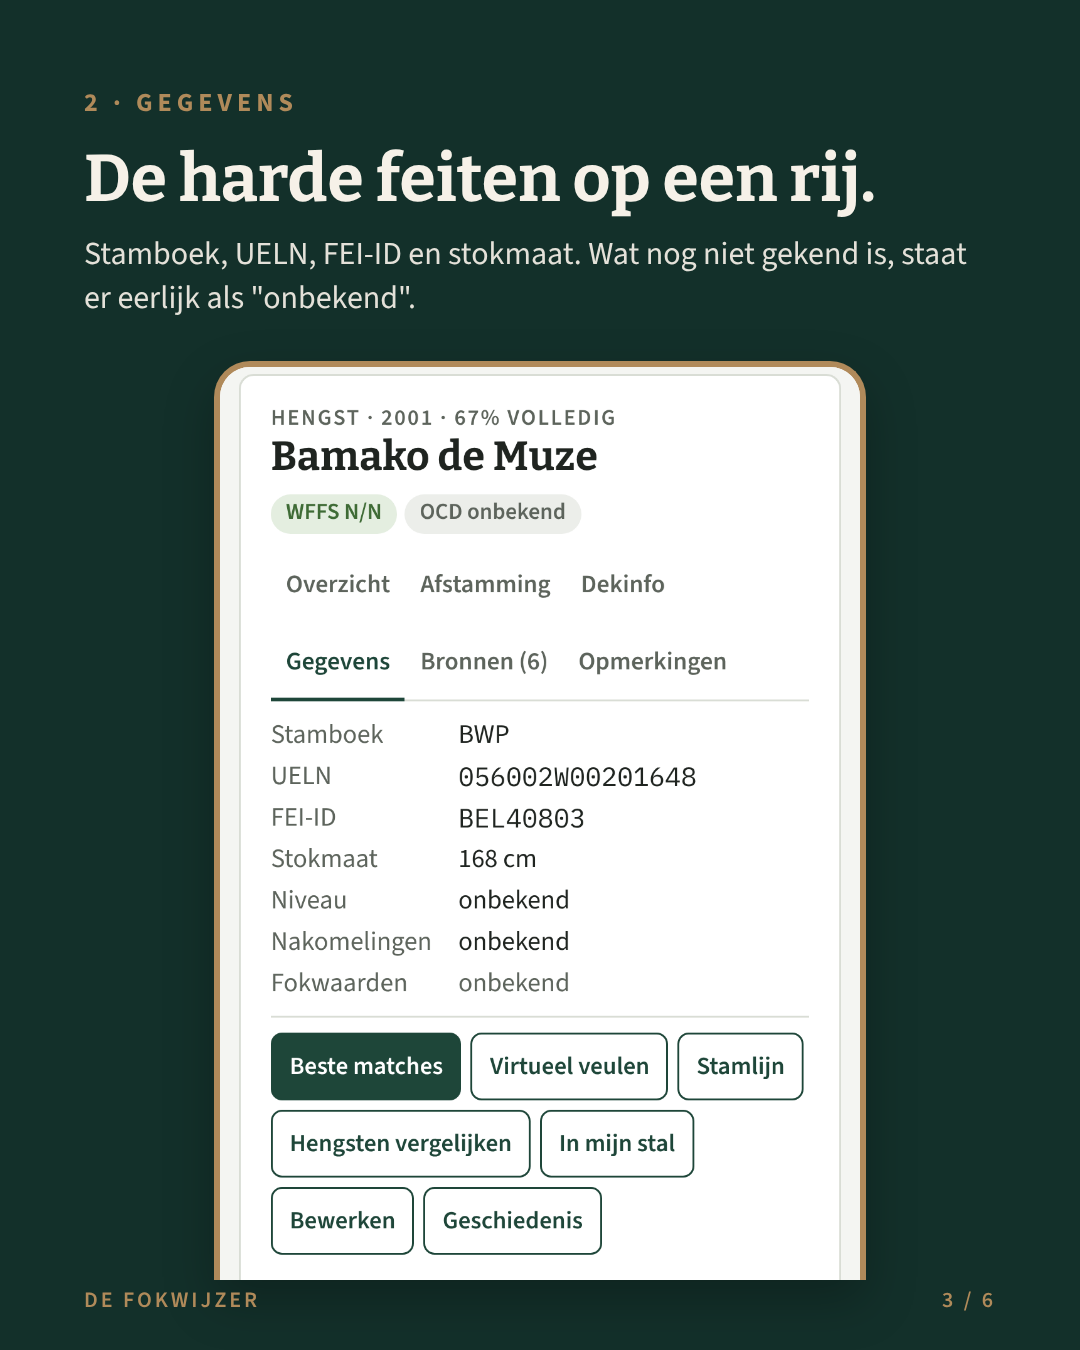 2 · GEGEVENS
De harde feiten op een rij.
Stamboek, UELN, FEI-ID en stokmaat. Wat nog niet gekend is, staat
er eerlijk als "onbekend".
HENGST · 2001 · 67% VOLLEDIG
Bamako de Muze
WFFS N/N OCD onbekend
Overzicht Afstamming Dekinfo
Gegevens Bronnen (6) Opmerkingen
Stamboek BWP
UELN 056002W00201648
FEI-ID BEL40803
Stokmaat 168 cm
Niveau onbekend
Nakomelingen onbekend
Fokwaarden onbekend
Beste matches Virtueel veulen Stamlijn
Hengsten vergelijken In mijn stal
Bewerken Geschiedenis
DE FOKWIJZER 3 / 6